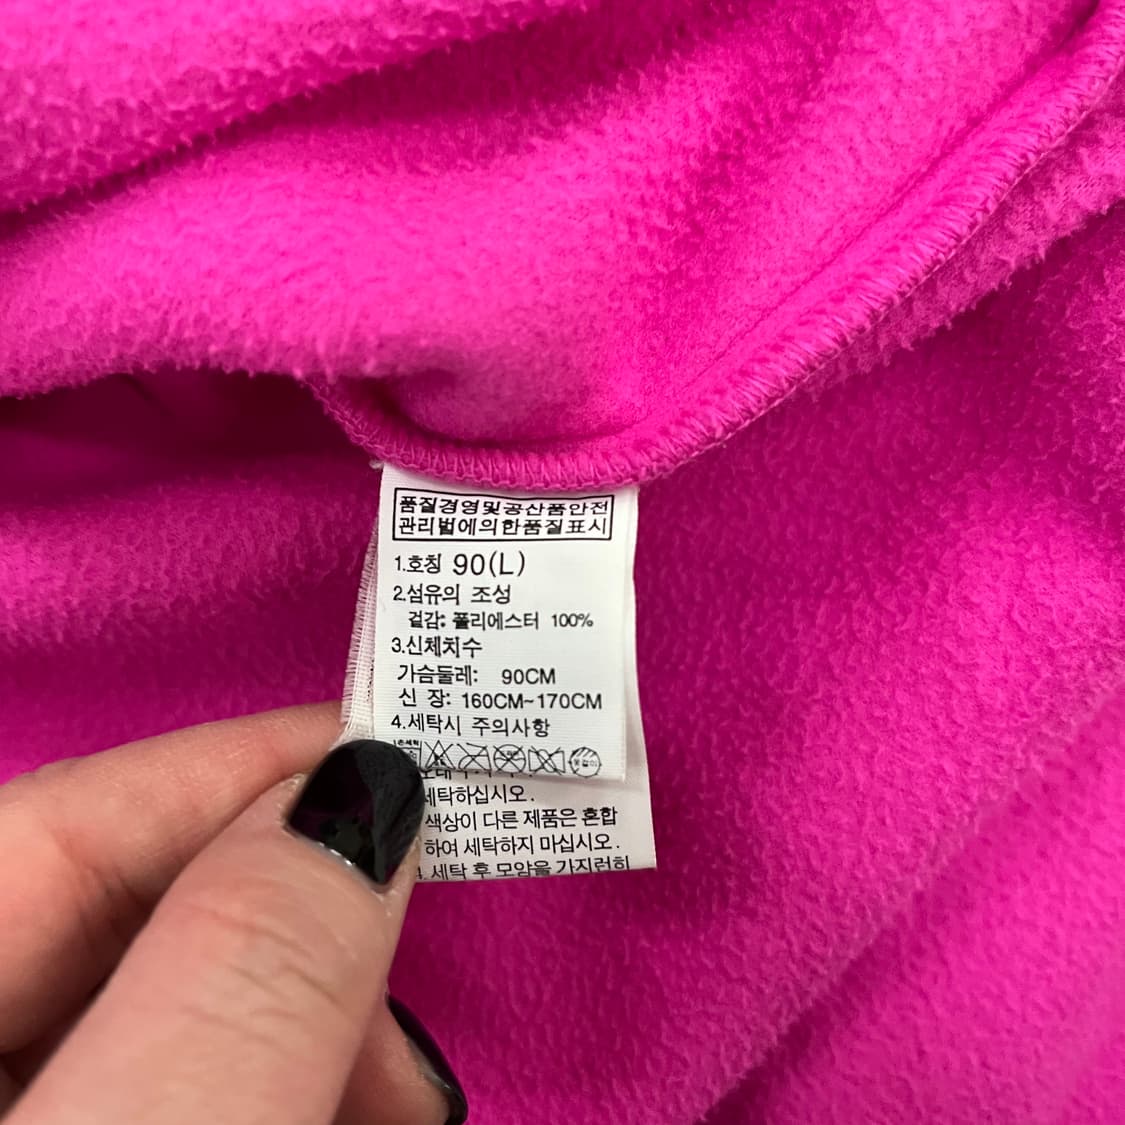 품질경영및공산품안전
관리법에의한품질표시
1.호칭 90(L)
2.섬유의 조성
겉감: 폴리에스터 100%
3.신체치수
가슴둘레: 90CM
신 장: 160CM~170CM
4.세탁시 주의사항
손세탁
세탁하십시오.
색상이 다른 제품은 혼합
하여 세탁하지 마십시오.
4. 세탁 후 모양을 가지런히